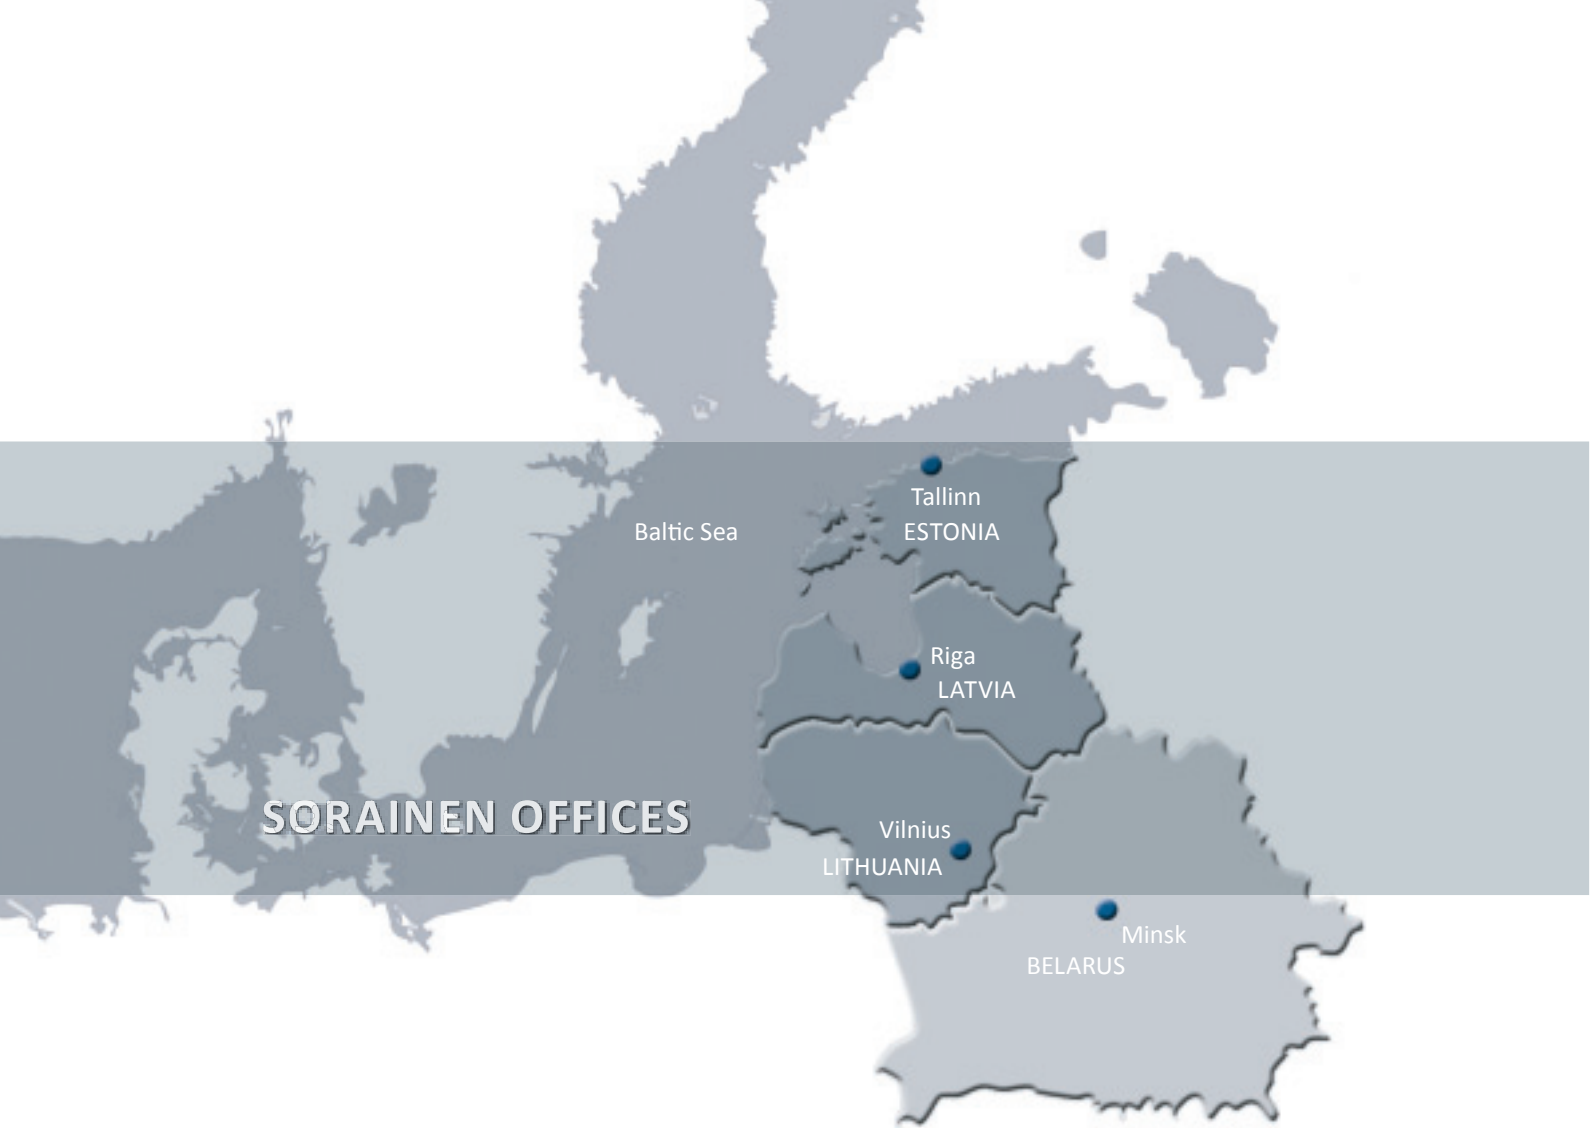 Tallinn
Baltic Sea
ESTONIA
Riga
LATVIA
SORAINEN OFFICES
Vilnius
LITHUANIA
Minsk
BELARUS